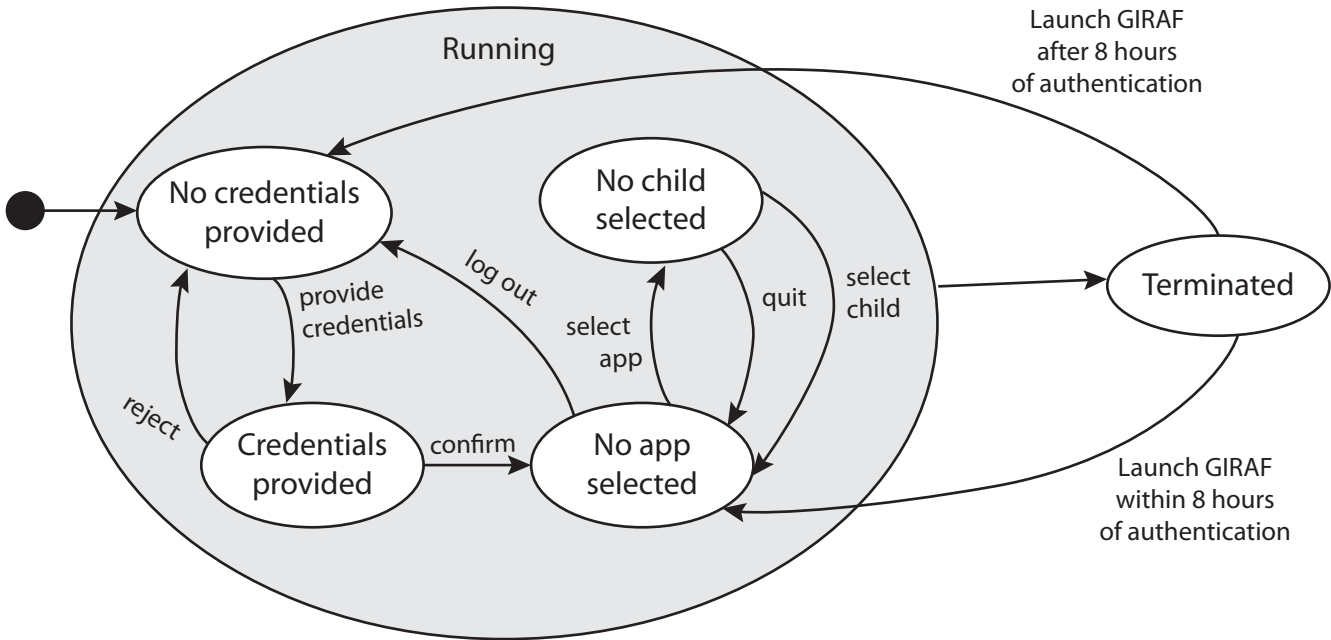 Running
Launch GIRAF
after 8 hours
of authentication
No credentials
provided
No child
selected
log out
provide
credentials
select
app
quit
select
child
Terminated
reject
Credentials
provided
confirm
No app
selected
Launch GIRAF
within 8 hours
of authentication